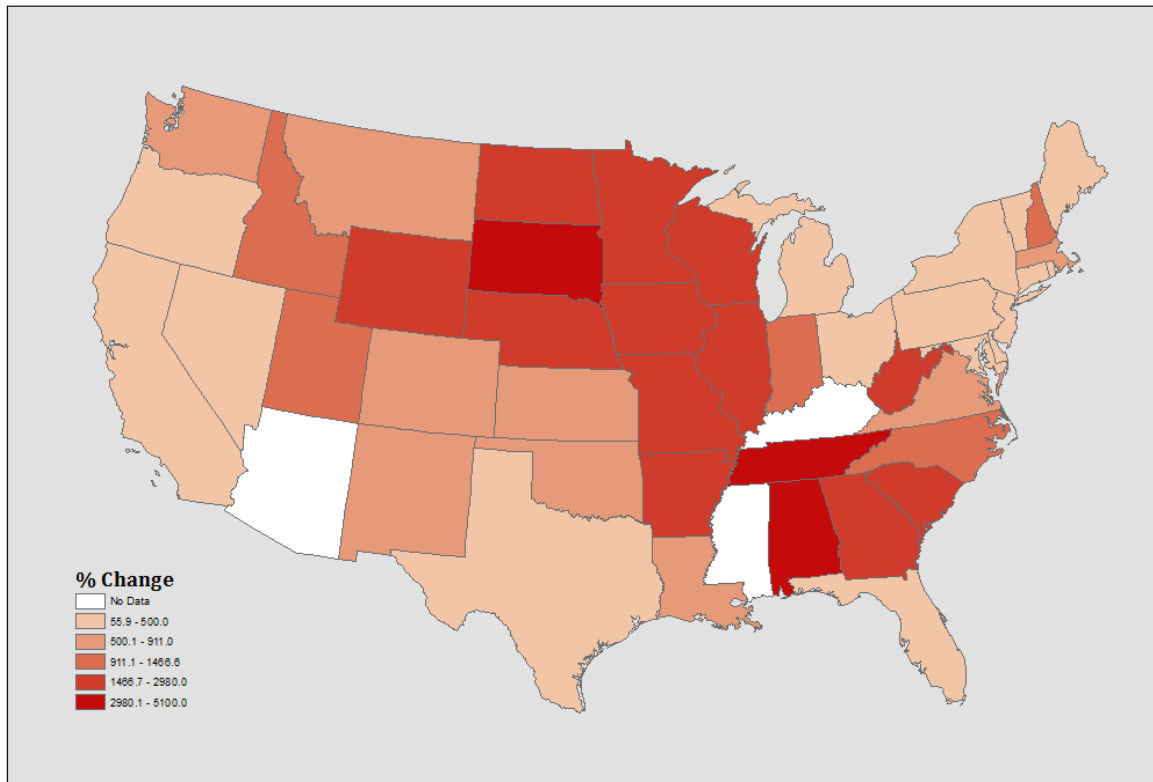 % Change
No Data
55.9 - 500.0
500.1 - 911.0
911.1 - 1466.6
1466.7 - 2980.0
2980.1 - 5100.0